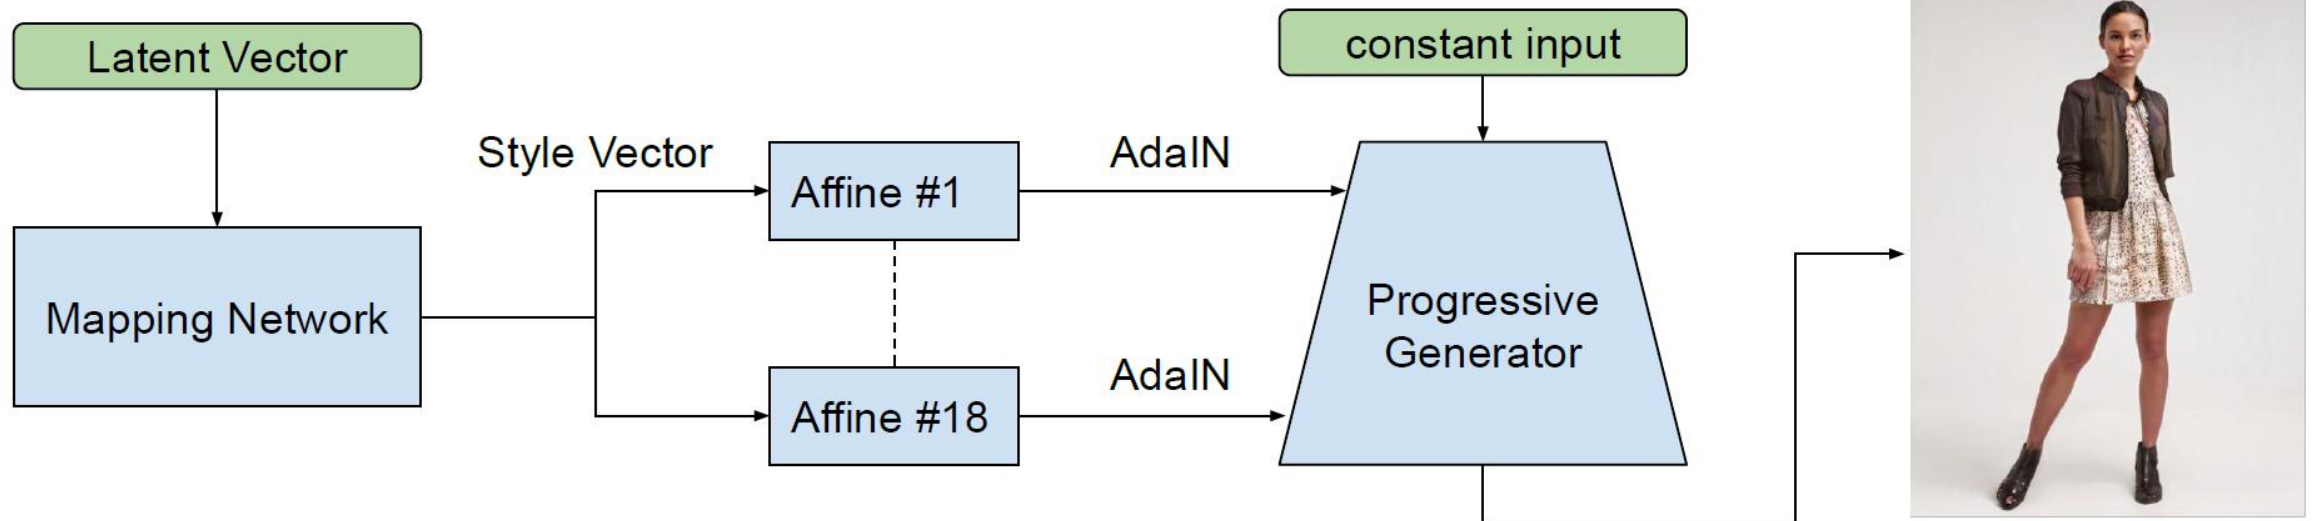 Latent Vector
constant input
Style Vector
AdaIN
Affine #1
Mapping Network
Progressive
Generator
AdaIN
Affine #18